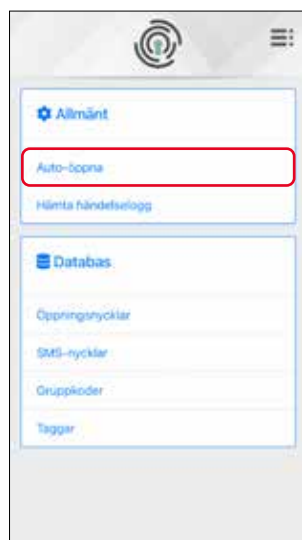 Allmänt
Auto-öppna
Hämta händelselogg
Databas
Öppningsnycklar
SMS-nycklar
Gruppkoder
Taggar